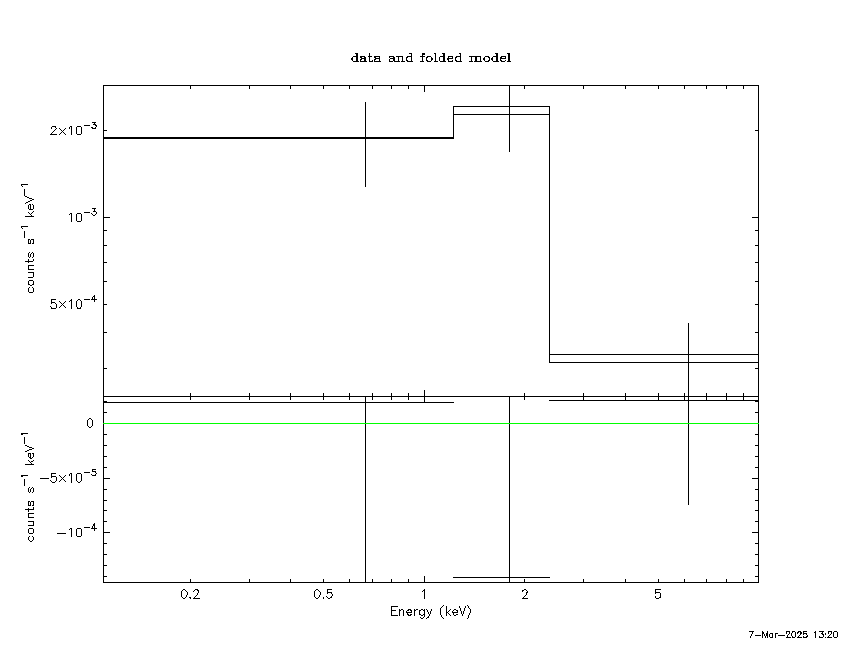 data and folded model
counts s−1 keV−1
2×10−3
10−3
5×10−4
counts s−1 keV−1
0
−5×10−5
−10−4
0.2 0.5 1 2 5
Energy (keV)
7−Mar−2025 13:20